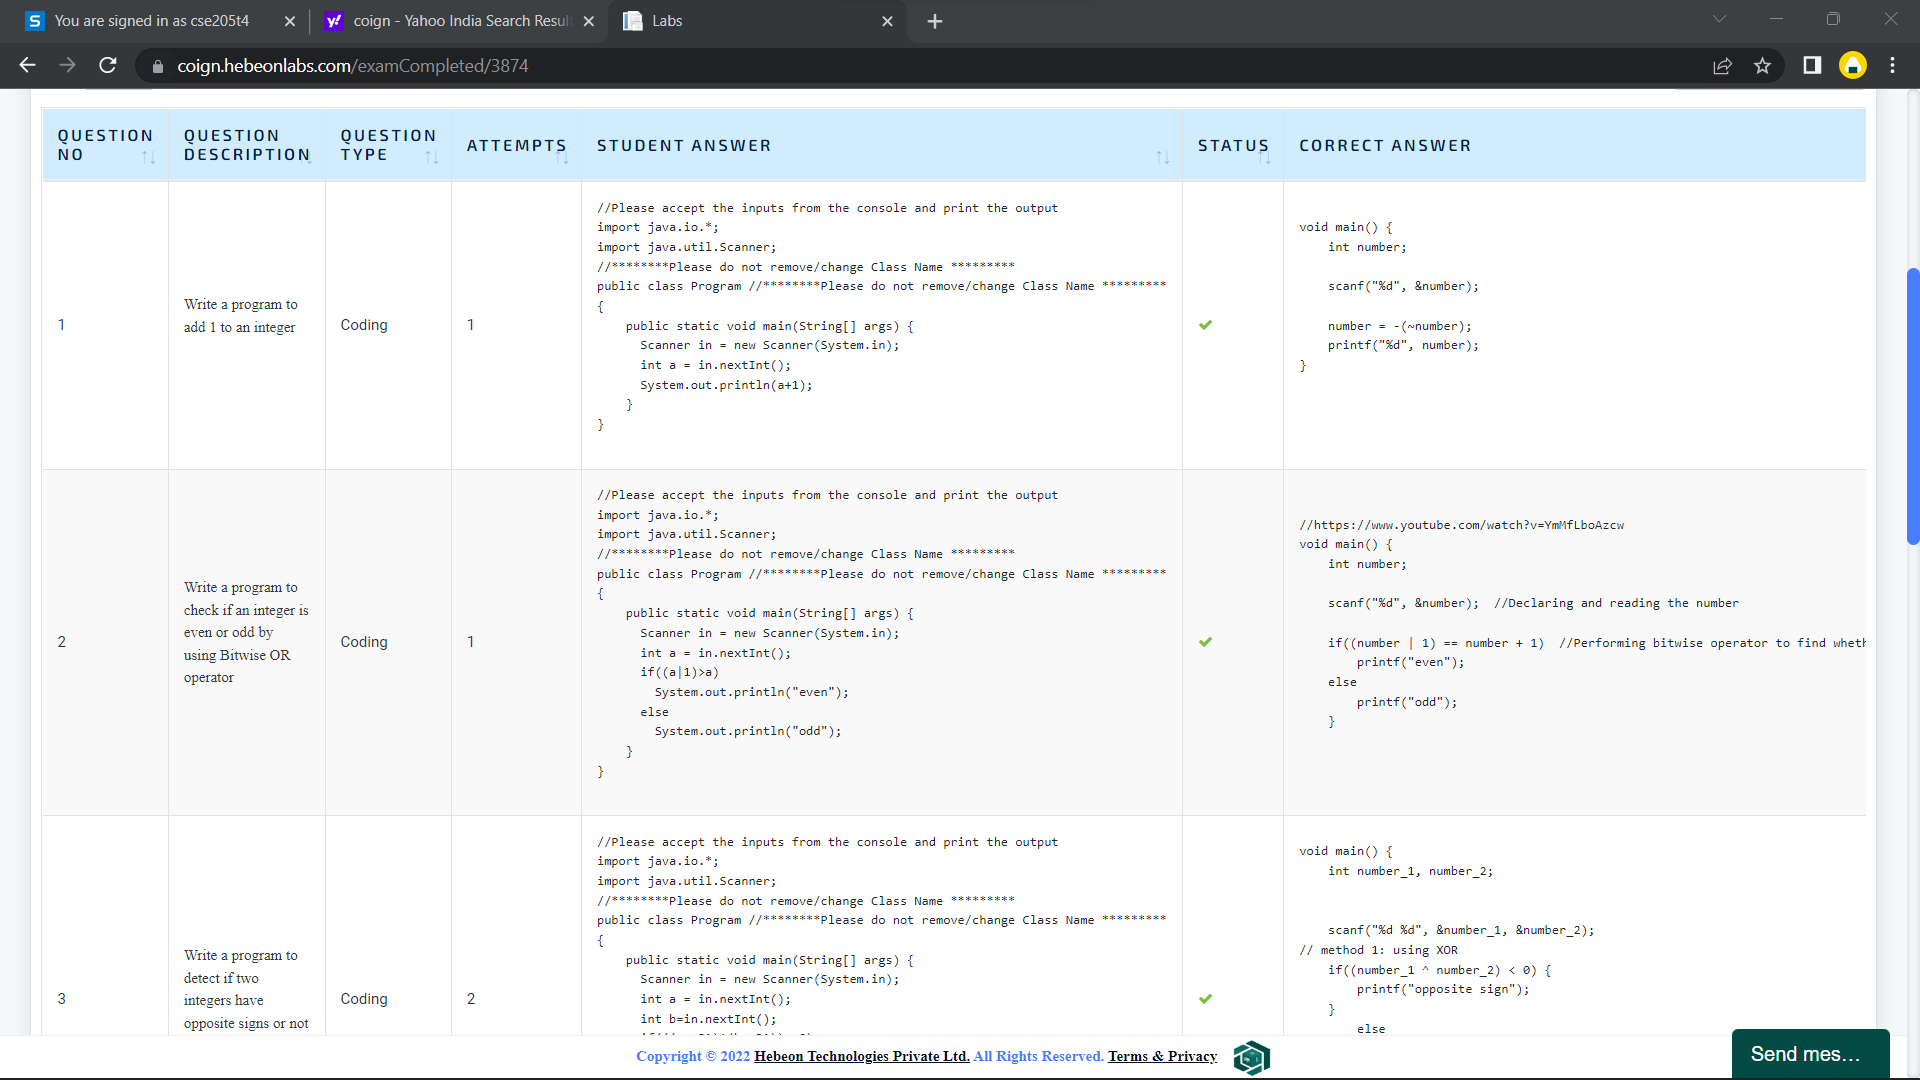 You are signed in as cse205t4
coign - Yahoo India Search Resul
Labs
coign.hebeonlabs.com/examCompleted/3874
QUESTION NO
QUESTION DESCRIPTION
QUESTION TYPE
ATTEMPTS
STUDENT ANSWER
STATUS
CORRECT ANSWER
1
Write a program to
add 1 to an integer
Coding
1
//Please accept the inputs from the console and print the output
import java.io.*;
import java.util.Scanner;
//********Please do not remove/change Class Name *********
public class Program //********Please do not remove/change Class Name *********
{
    public static void main(String[] args) {
      Scanner in = new Scanner(System.in);
      int a = in.nextInt();
      System.out.println(a+1);
    }
}
void main() {
    int number;
    scanf("%d", &number);
    number = -(~number);
    printf("%d", number);
}
2
Write a program to
check if an integer is
even or odd by
using Bitwise OR
operator
Coding
1
//Please accept the inputs from the console and print the output
import java.io.*;
import java.util.Scanner;
//********Please do not remove/change Class Name *********
public class Program //********Please do not remove/change Class Name *********
{
    public static void main(String[] args) {
      Scanner in = new Scanner(System.in);
      int a = in.nextInt();
      if((a|1)>a)
        System.out.println("even");
      else
        System.out.println("odd");
    }
}
//https://www.youtube.com/watch?v=YmMfLboAzcw
void main() {
    int number;
    scanf("%d", &number);  //Declaring and reading the number
    if((number | 1) == number + 1)  //Performing bitwise operator to find wheth
        printf("even");
    else
        printf("odd");
    }
3
Write a program to
detect if two
integers have
opposite signs or not
Coding
2
//Please accept the inputs from the console and print the output
import java.io.*;
import java.util.Scanner;
//********Please do not remove/change Class Name *********
public class Program //********Please do not remove/change Class Name *********
{
    public static void main(String[] args) {
      Scanner in = new Scanner(System.in);
      int a = in.nextInt();
      int b=in.nextInt();
void main() {
    int number_1, number_2;
    scanf("%d %d", &number_1, &number_2);
// method 1: using XOR
    if((number_1 ^ number_2) < 0) {
        printf("opposite sign");
    }
        else
Copyright © 2022 Hebeon Technologies Private Ltd. All Rights Reserved. Terms & Privacy
Send mes...